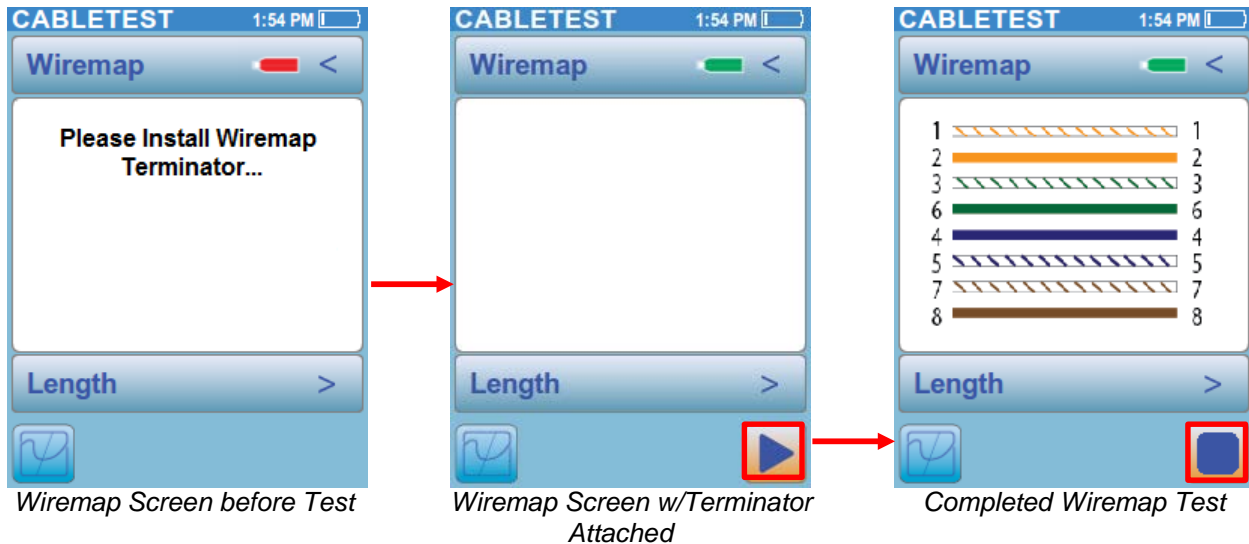 CABLETEST 1:54 PM
Wiremap <
Please Install Wiremap
Terminator...
Length >
Wiremap Screen before Test
CABLETEST 1:54 PM
Wiremap <
Length >
Wiremap Screen w/Terminator
Attached
CABLETEST 1:54 PM
Wiremap <
1 1
2 2
3 3
6 6
4 4
5 5
7 7
8 8
Length >
Completed Wiremap Test